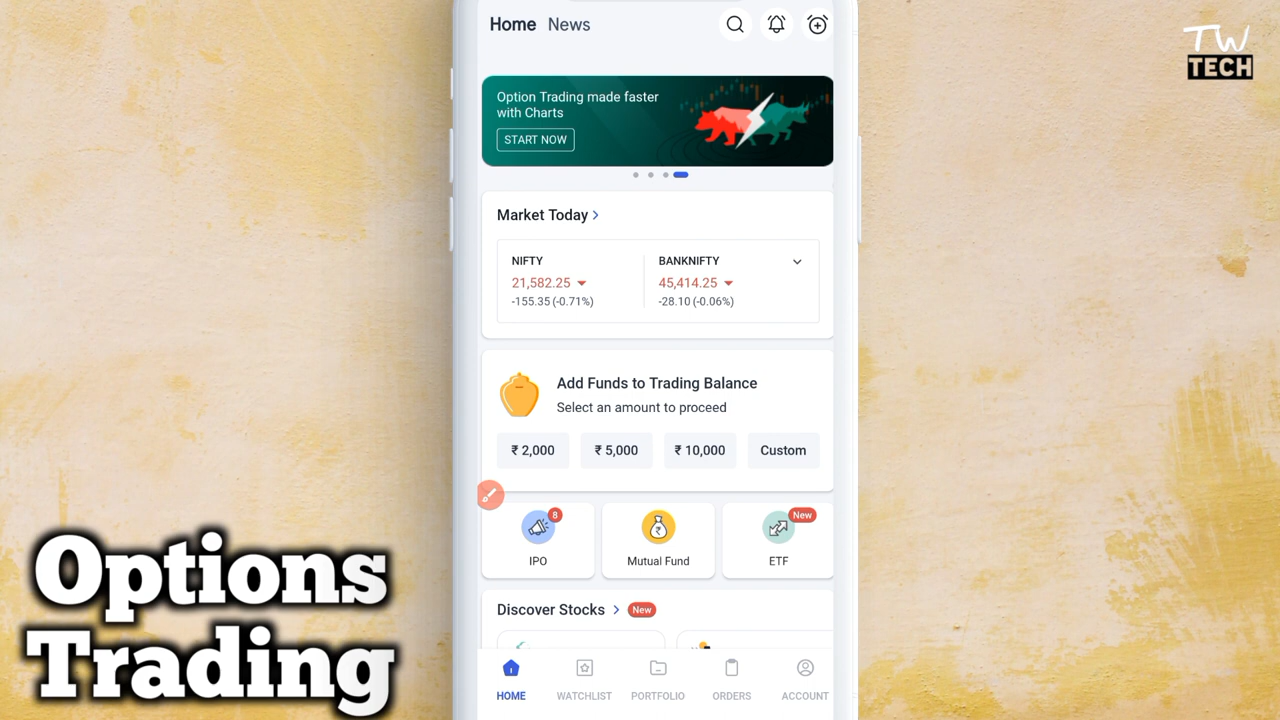 Home News
TW
TECH
Option Trading made faster
with Charts
START NOW
Market Today
NIFTY BANKNIFTY
21,582.25 45,414.25
-155.35 (-0.71%) -28.10 (-0.06%)
Add Funds to Trading Balance
Select an amount to proceed
₹ 2,000 ₹ 5,000 ₹ 10,000 Custom
8 New
IPO Mutual Fund ETF
Discover Stocks New
HOME WATCHLIST PORTFOLIO ORDERS ACCOUNT
Options
Trading